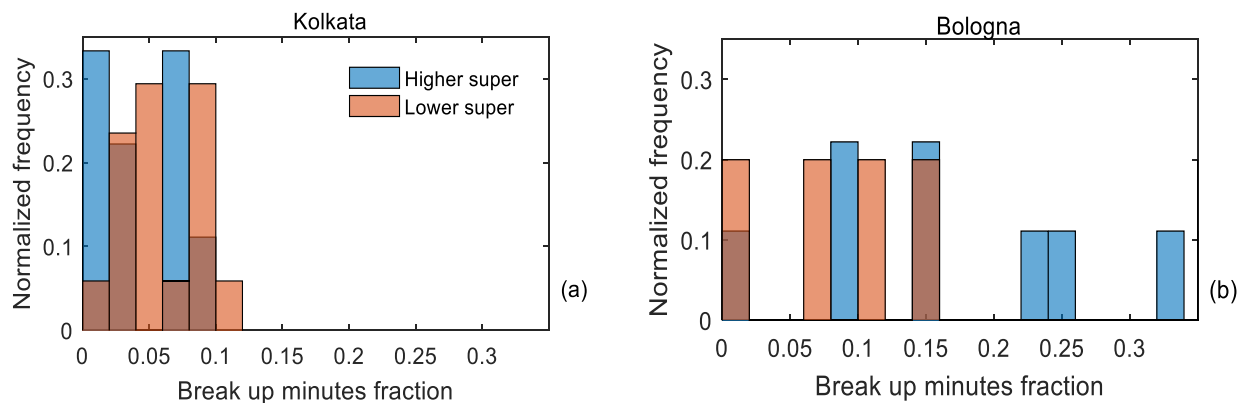 Kolkata
Normalized frequency
0.3
0.2
0.1
0
Higher super
Lower super
0 0.05 0.1 0.15 0.2 0.25 0.3
Break up minutes fraction
(a)
Bologna
Normalized frequency
0.3
0.2
0.1
0
0 0.05 0.1 0.15 0.2 0.25 0.3
Break up minutes fraction
(b)